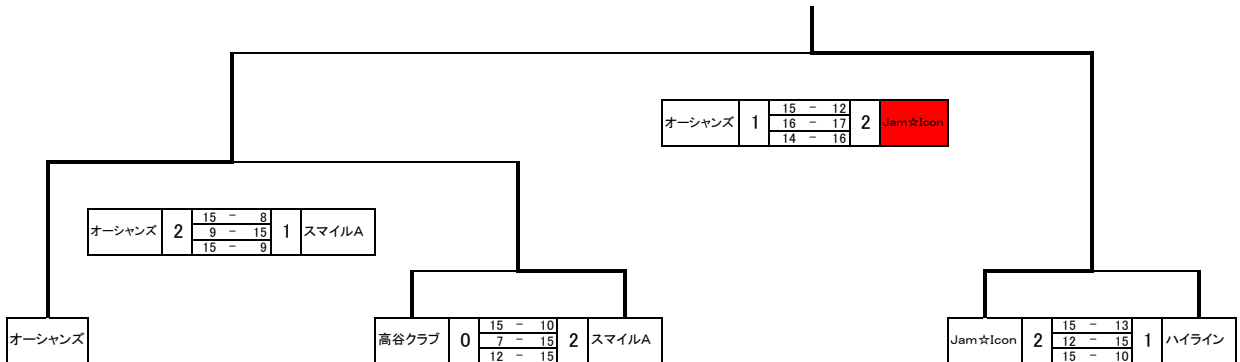 オーシャンズ 1 15 - 12 2 Jam☆Icon
16 - 17
14 - 16
オーシャンズ 2 15 - 8 1 スマイルA
9 - 15
15 - 9
オーシャンズ
高谷クラブ 0 15 - 10 2 スマイルA
7 - 15
12 - 15
Jam☆Icon 2 15 - 13 1 ハイライン
12 - 15
15 - 10